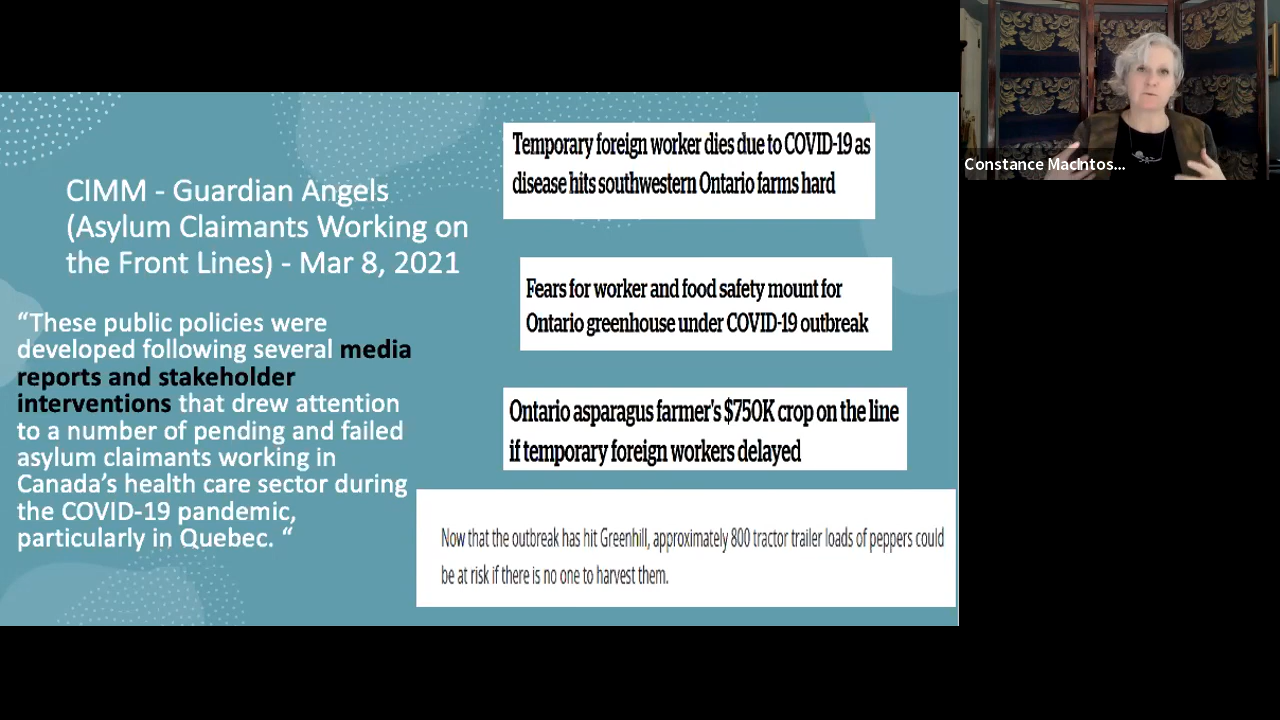 CIMM - Guardian Angels
(Asylum Claimants Working on
the Front Lines) - Mar 8, 2021
“These public policies were
developed following several media
reports and stakeholder
interventions that drew attention
to a number of pending and failed
asylum claimants working in
Canada’s health care sector during
the COVID-19 pandemic,
particularly in Quebec. “
Temporary foreign worker dies due to COVID-19 as
disease hits southwestern Ontario farms hard
Fears for worker and food safety mount for
Ontario greenhouse under COVID-19 outbreak
Ontario asparagus farmer's $750K crop on the line
if temporary foreign workers delayed
Now that the outbreak has hit Greenhill, approximately 800 tractor trailer loads of peppers could
be at risk if there is no one to harvest them.
Constance MacIntos...